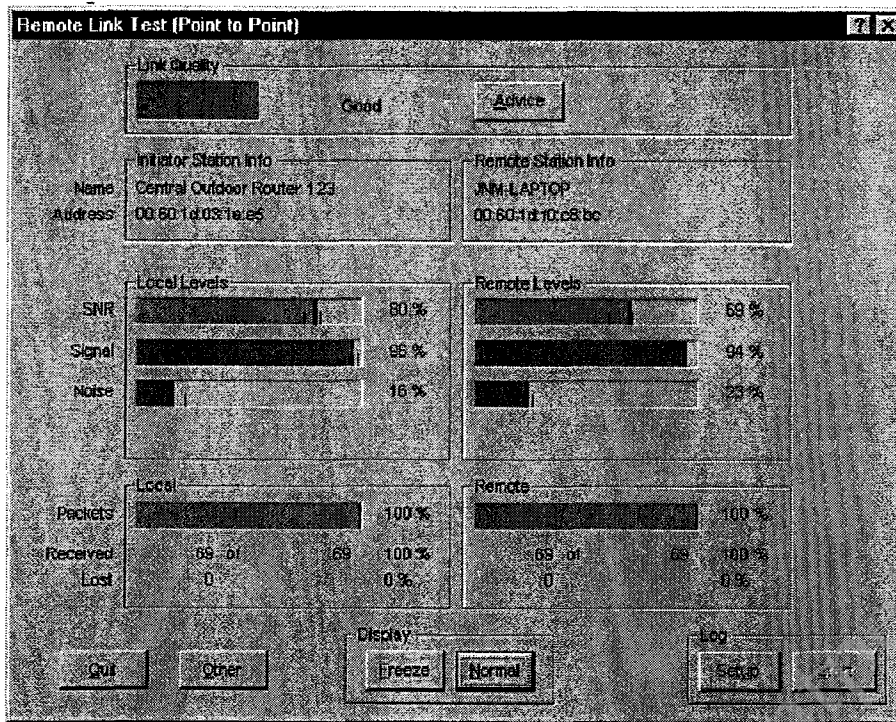 Remote Link Test (Point to Point)
Link Quality
Good
Advice
Initiator Station Info
Remote Station Info
Name Central Outdoor Router 123 JNM-LAPTOP
Address 00:60:1d:03:1e:e5 00:60:1d:f0:c8:bc
Local Levels
Remote Levels
SNR 80 % 69 %
Signal 96 % 94 %
Noise 16 % 23 %
Local
Remote
Packets 100 % 100 %
Received 69 of 69 100 % 69 of 69 100 %
Lost 0 0 % 0 0 %
Display
Log
Quit Other Freeze Normal Setup